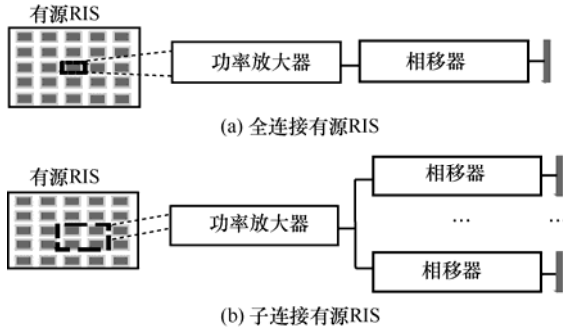 有源RIS
功率放大器
相移器
(a) 全连接有源RIS
有源RIS
相移器
功率放大器
...
...
相移器
(b) 子连接有源RIS